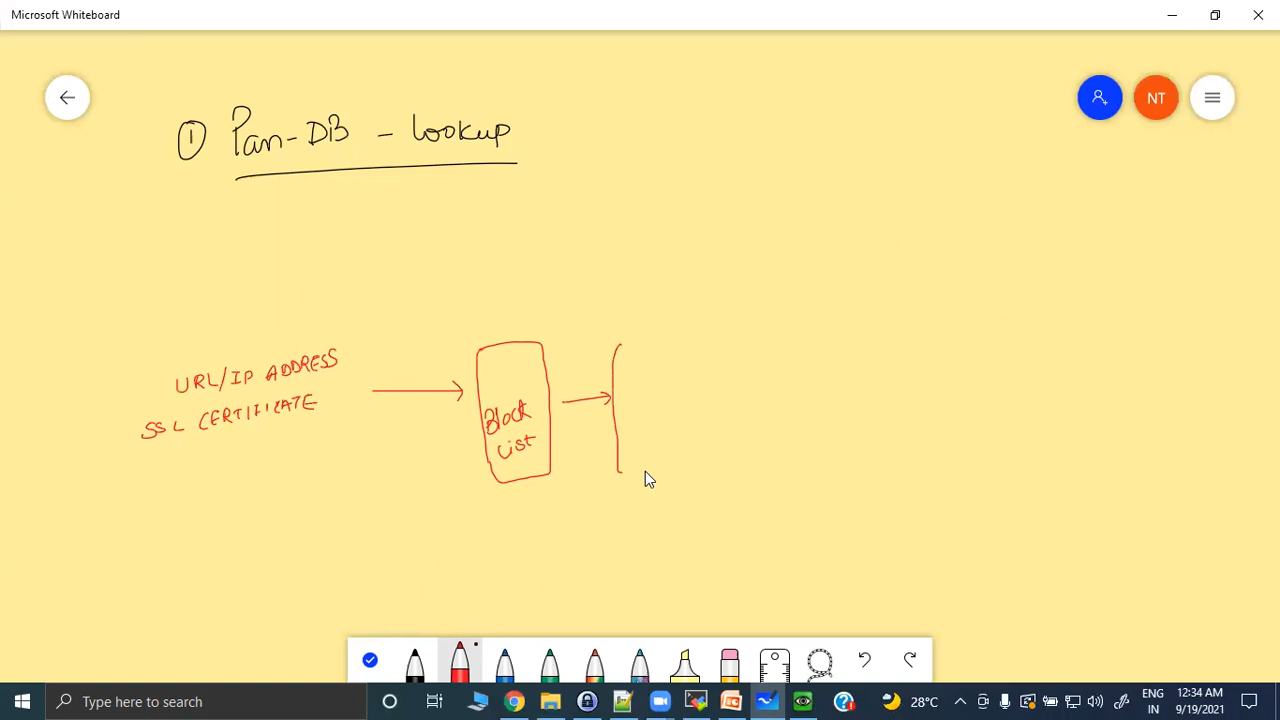 Microsoft Whiteboard
NT
① Pan-DB - Lookup
URL/IP ADDRESS
SSL CERTIFICATE
Block
List
Type here to search
28°C
ENG
IN
12:34 AM
9/19/2021